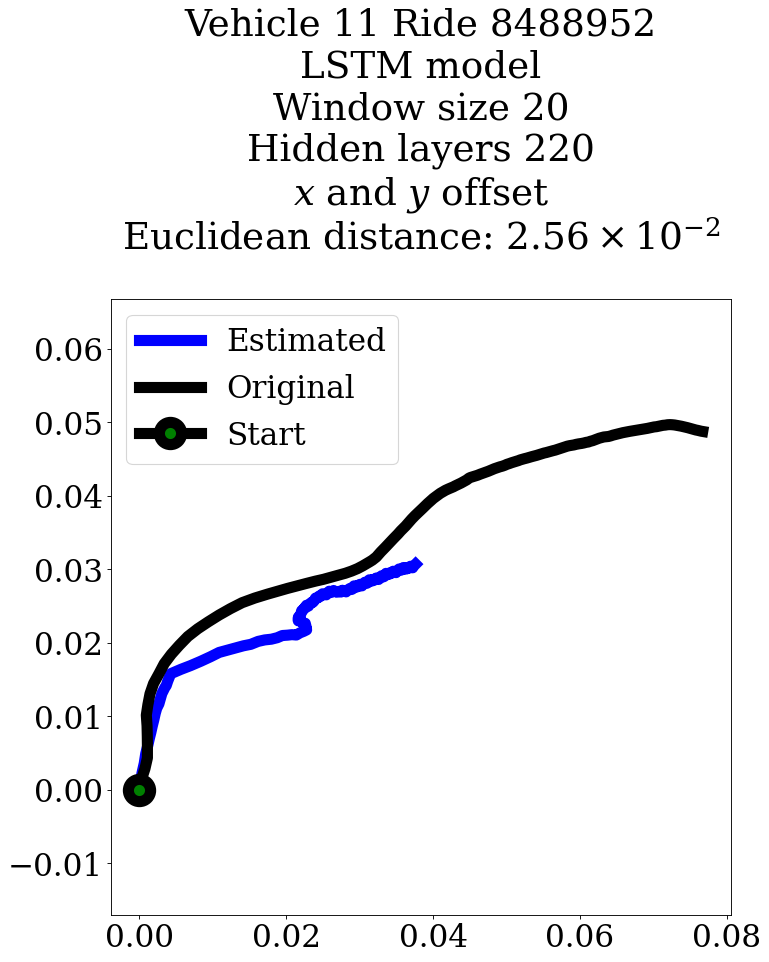 Vehicle 11 Ride 8488952
LSTM model
Window size 20
Hidden layers 220
x and y offset
Euclidean distance: 2.56 × 10⁻²
Estimated
Original
Start
0.06
0.05
0.04
0.03
0.02
0.01
0.00
−0.01
0.00 0.02 0.04 0.06 0.08